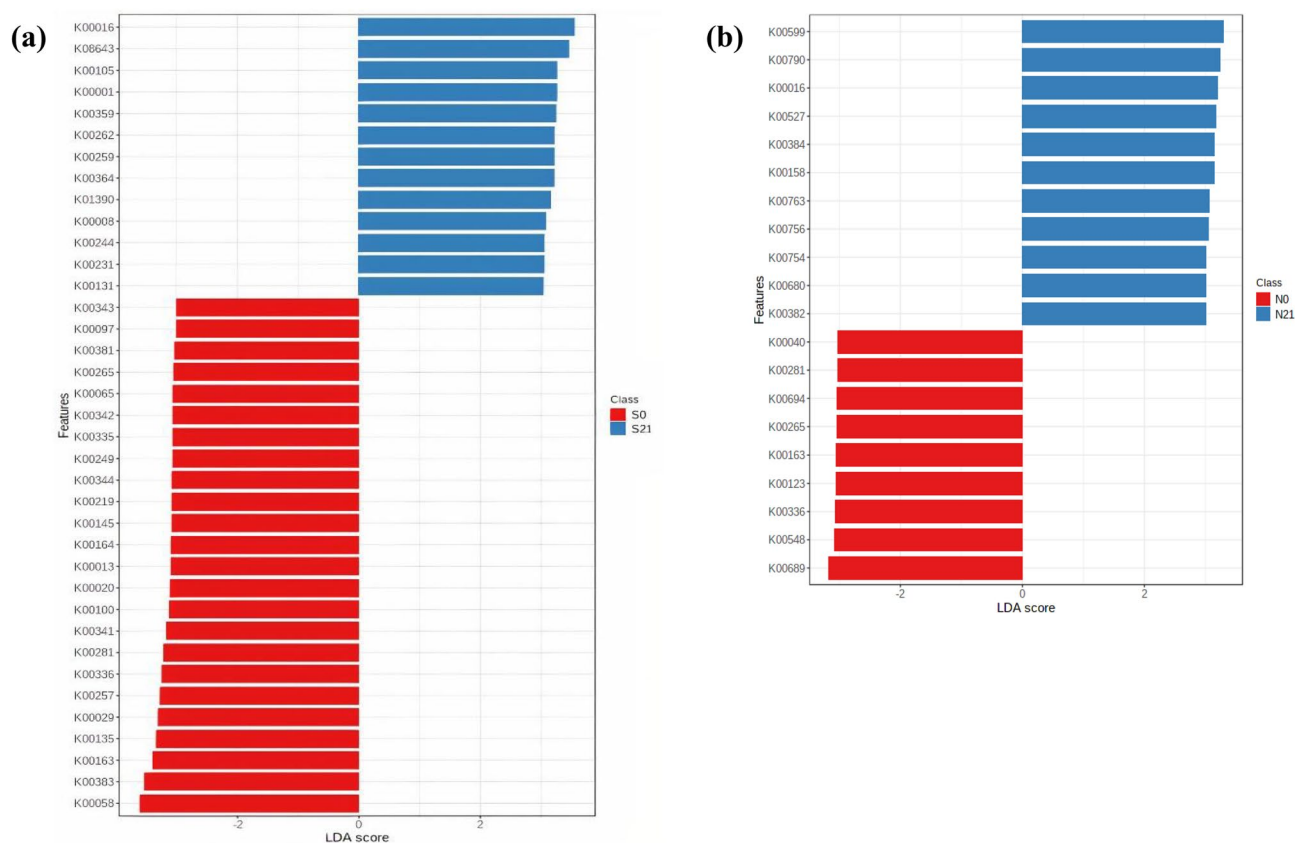 (a)
K00016
K08643
K00105
K00001
K00359
K00262
K00259
K00364
K01390
K00008
K00244
K00231
K00131
K00343
K00097
K00381
K00265
K00065
K00342
K00335
K00249
K00344
K00219
K00145
K00164
K00013
K00020
K00100
K00341
K00281
K00336
K00257
K00029
K00135
K00163
K00383
K00058
Features
-2
0
2
LDA score
Class
S0
S21
(b)
K00599
K00790
K00016
K00527
K00384
K00158
K00763
K00756
K00754
K00680
K00382
K00040
K00281
K00694
K00265
K00163
K00123
K00336
K00548
K00689
Features
-2
0
2
LDA score
Class
N0
N21